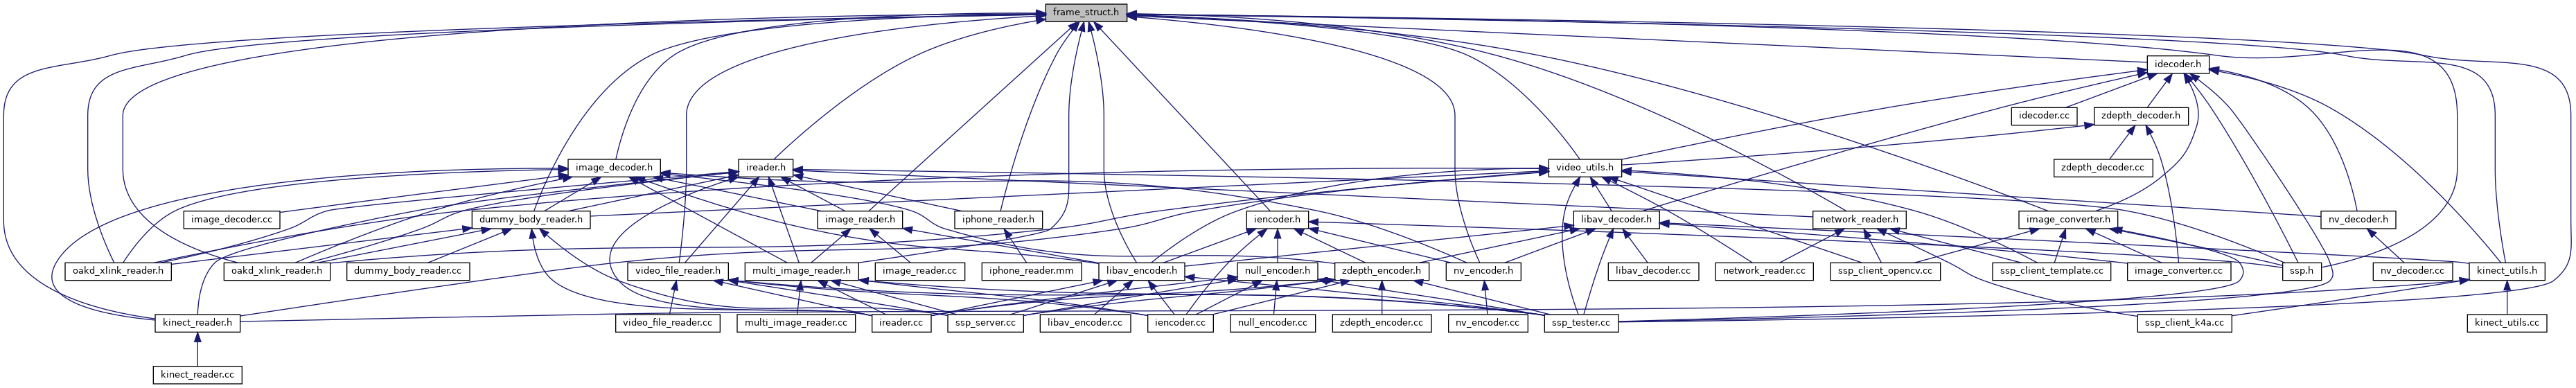 frame_struct.h
idecoder.h
idecoder.cc
zdepth_decoder.h
image_decoder.h
ireader.h
video_utils.h
zdepth_decoder.cc
image_decoder.cc
dummy_body_reader.h
image_reader.h
iphone_reader.h
iencoder.h
libav_decoder.h
network_reader.h
image_converter.h
nv_decoder.h
oakd_xlink_reader.h
oakd_xlink_reader.h
dummy_body_reader.cc
video_file_reader.h
multi_image_reader.h
image_reader.cc
iphone_reader.mm
libav_encoder.h
null_encoder.h
zdepth_encoder.h
nv_encoder.h
libav_decoder.cc
network_reader.cc
ssp_client_opencv.cc
ssp_client_template.cc
image_converter.cc
ssp.h
nv_decoder.cc
kinect_utils.h
kinect_reader.h
video_file_reader.cc
multi_image_reader.cc
ireader.cc
ssp_server.cc
libav_encoder.cc
iencoder.cc
null_encoder.cc
zdepth_encoder.cc
nv_encoder.cc
ssp_tester.cc
ssp_client_k4a.cc
kinect_utils.cc
kinect_reader.cc